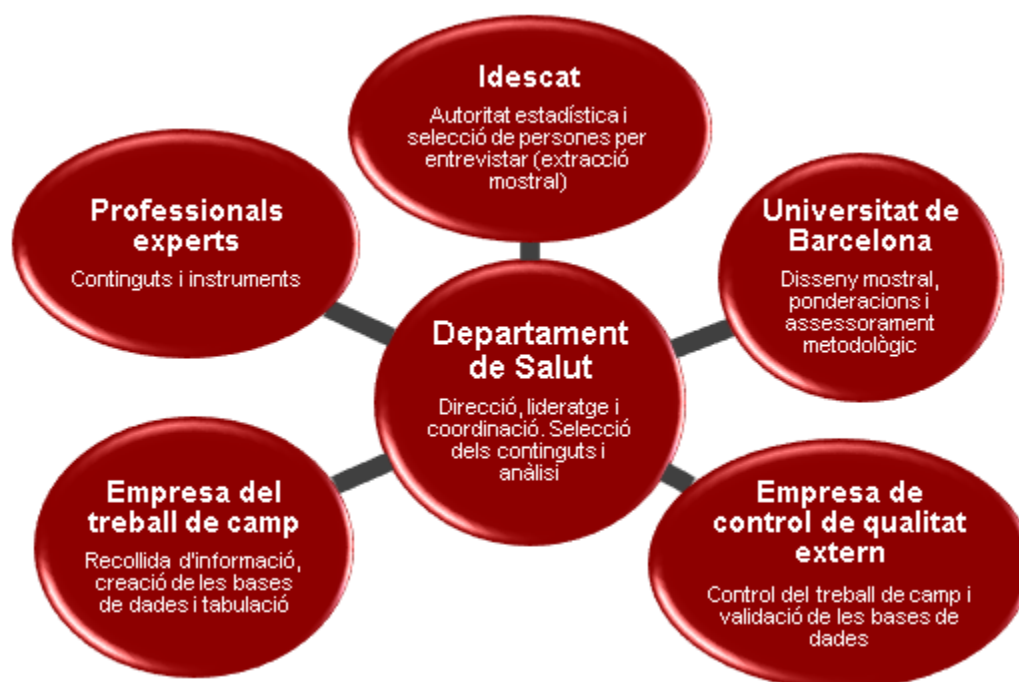 Idescat
Autoritat estadística i
selecció de persones per
entrevistar (extracció
mostral)
Professionals
experts
Continguts i instruments
Universitat de
Barcelona
Disseny mostral,
ponderacions i
assessorament
metodològic
Departament
de Salut
Direcció, lideratge i
coordinació. Selecció
dels continguts i
anàlisi
Empresa del
treball de camp
Recollida d'informació,
creació de les bases
de dades i tabulació
Empresa de
control de qualitat
extern
Control del treball de camp i
validació de les bases de
dades